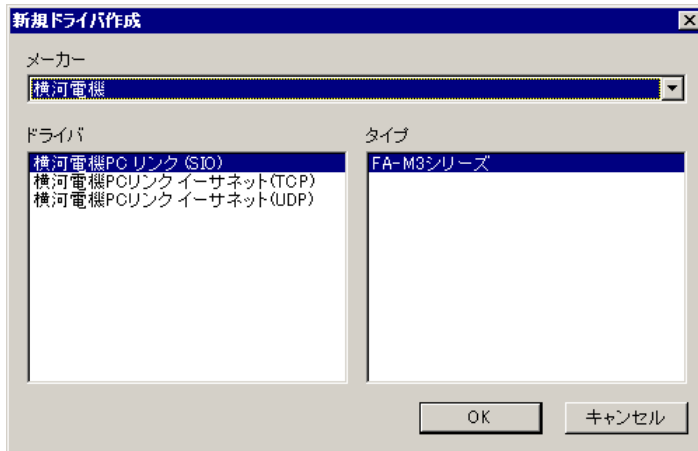 新規ドライバ作成
メーカー
横河電機
ドライバ
タイプ
横河電機PC リンク (SIO)
横河電機PCリンク イーサネット(TCP)
横河電機PCリンク イーサネット(UDP)
FA-M3シリーズ
OK
キャンセル